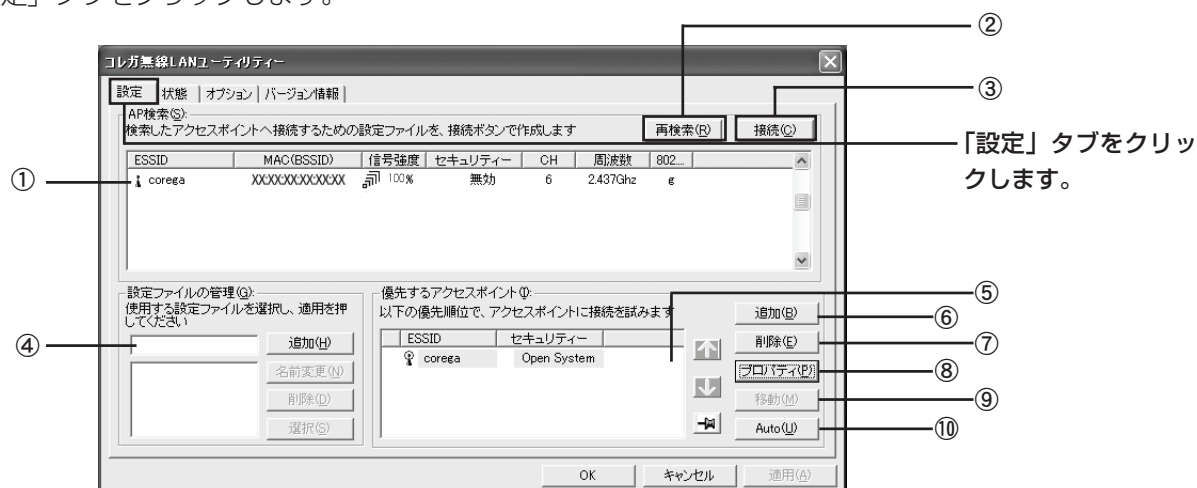 定」タブをクリックします。
②
コレガ無線LANユーティリティー
③
設定 状態 オプション バージョン情報
AP検索(S):
検索したアクセスポイントへ接続するための設定ファイルを、接続ボタンで作成します 再検索(R) 接続(C)
「設定」タブをクリッ
クします。
ESSID MAC(BSSID) 信号強度 セキュリティー CH 周波数 802...
① corega XX:XX:XX:XX:XX:XX 100% 無効 6 2.437Ghz g
設定ファイルの管理(G):
使用する設定ファイルを選択し、適用を押
してください
④ 追加(H)
名前変更(N)
削除(D)
選択(S)
優先するアクセスポイント(I):
以下の優先順位で、アクセスポイントに接続を試みます
ESSID セキュリティー
corega Open System
⑤
追加(B) ⑥
削除(E) ⑦
プロパティ(P) ⑧
移動(M) ⑨
Auto(U) ⑩
OK キャンセル 適用(A)